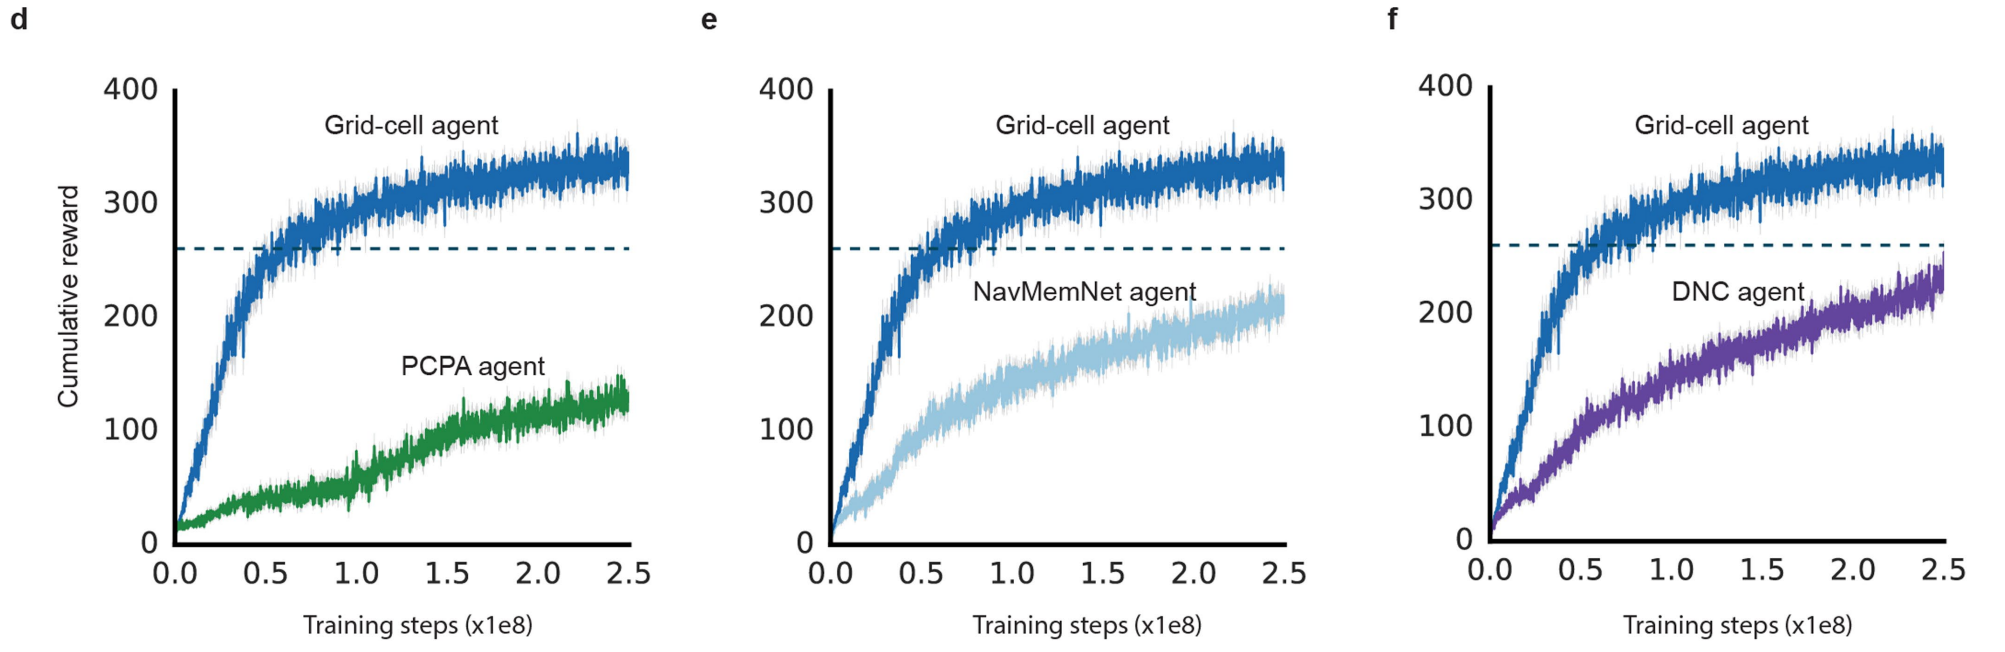 d
Cumulative reward
400
300
200
100
0
Grid-cell agent
PCPA agent
0.0 0.5 1.0 1.5 2.0 2.5
Training steps (x1e8)
e
400
300
200
100
0
Grid-cell agent
NavMemNet agent
0.0 0.5 1.0 1.5 2.0 2.5
Training steps (x1e8)
f
400
300
200
100
0
Grid-cell agent
DNC agent
0.0 0.5 1.0 1.5 2.0 2.5
Training steps (x1e8)